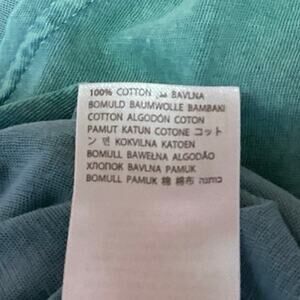 100% COTTON قطن BAVLNA
BOMULD BAUMWOLLE BAMBAKI
COTTON ALGODÓN COTON
PAMUT KATUN COTONE コット
ン 면 KOKVILNA KATOEN
BOMULL BAWEŁNA ALGODÃO
ХЛОПОК BAVLNA PAMUK
BOMULL PAMUK 棉 棉布 כותנה